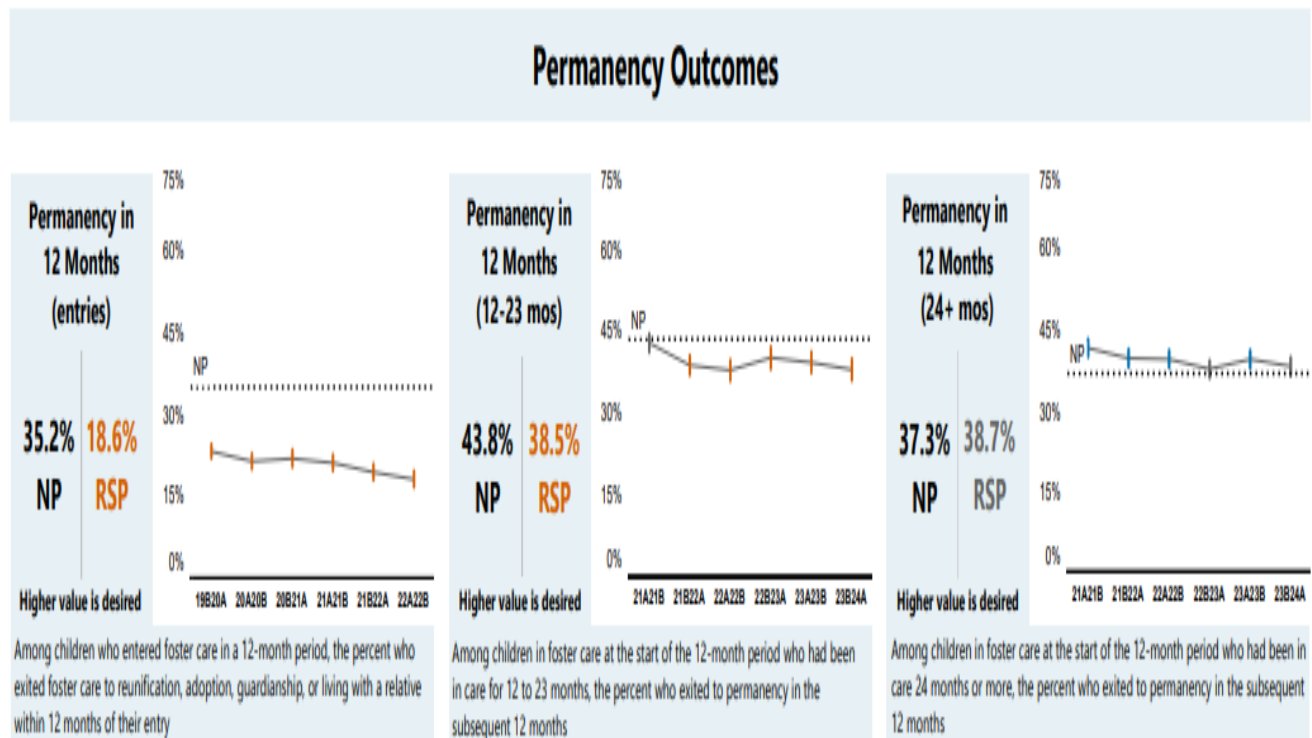 Permanency Outcomes
Permanency in
12 Months
(entries)
35.2% 18.6%
NP RSP
Higher value is desired
75%
60%
45%
30%
15%
0%
NP
19B20A 20A20B 20B21A 21A21B 21B22A 22A22B
Among children who entered foster care in a 12-month period, the percent who
exited foster care to reunification, adoption, guardianship, or living with a relative
within 12 months of their entry
Permanency in
12 Months
(12-23 mos)
43.8% 38.5%
NP RSP
Higher value is desired
75%
60%
45%
30%
15%
0%
NP
21A21B 21B22A 22A22B 22B23A 23A23B 23B24A
Among children in foster care at the start of the 12-month period who had been
in care for 12 to 23 months, the percent who exited to permanency in the
subsequent 12 months
Permanency in
12 Months
(24+ mos)
37.3% 38.7%
NP RSP
Higher value is desired
75%
60%
45%
30%
15%
0%
NP
21A21B 21B22A 22A22B 22B23A 23A23B 23B24A
Among children in foster care at the start of the 12-month period who had been in
care 24 months or more, the percent who exited to permanency in the subsequent
12 months